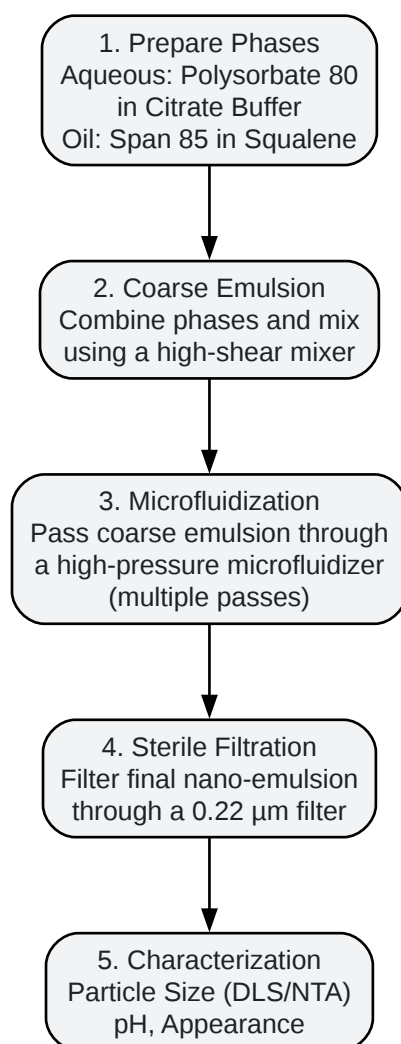 1. Prepare Phases
Aqueous: Polysorbate 80
in Citrate Buffer
Oil: Span 85 in Squalene
2. Coarse Emulsion
Combine phases and mix
using a high-shear mixer
3. Microfluidization
Pass coarse emulsion through
a high-pressure microfluidizer
(multiple passes)
4. Sterile Filtration
Filter final nano-emulsion
through a 0.22 µm filter
5. Characterization
Particle Size (DLS/NTA)
pH, Appearance